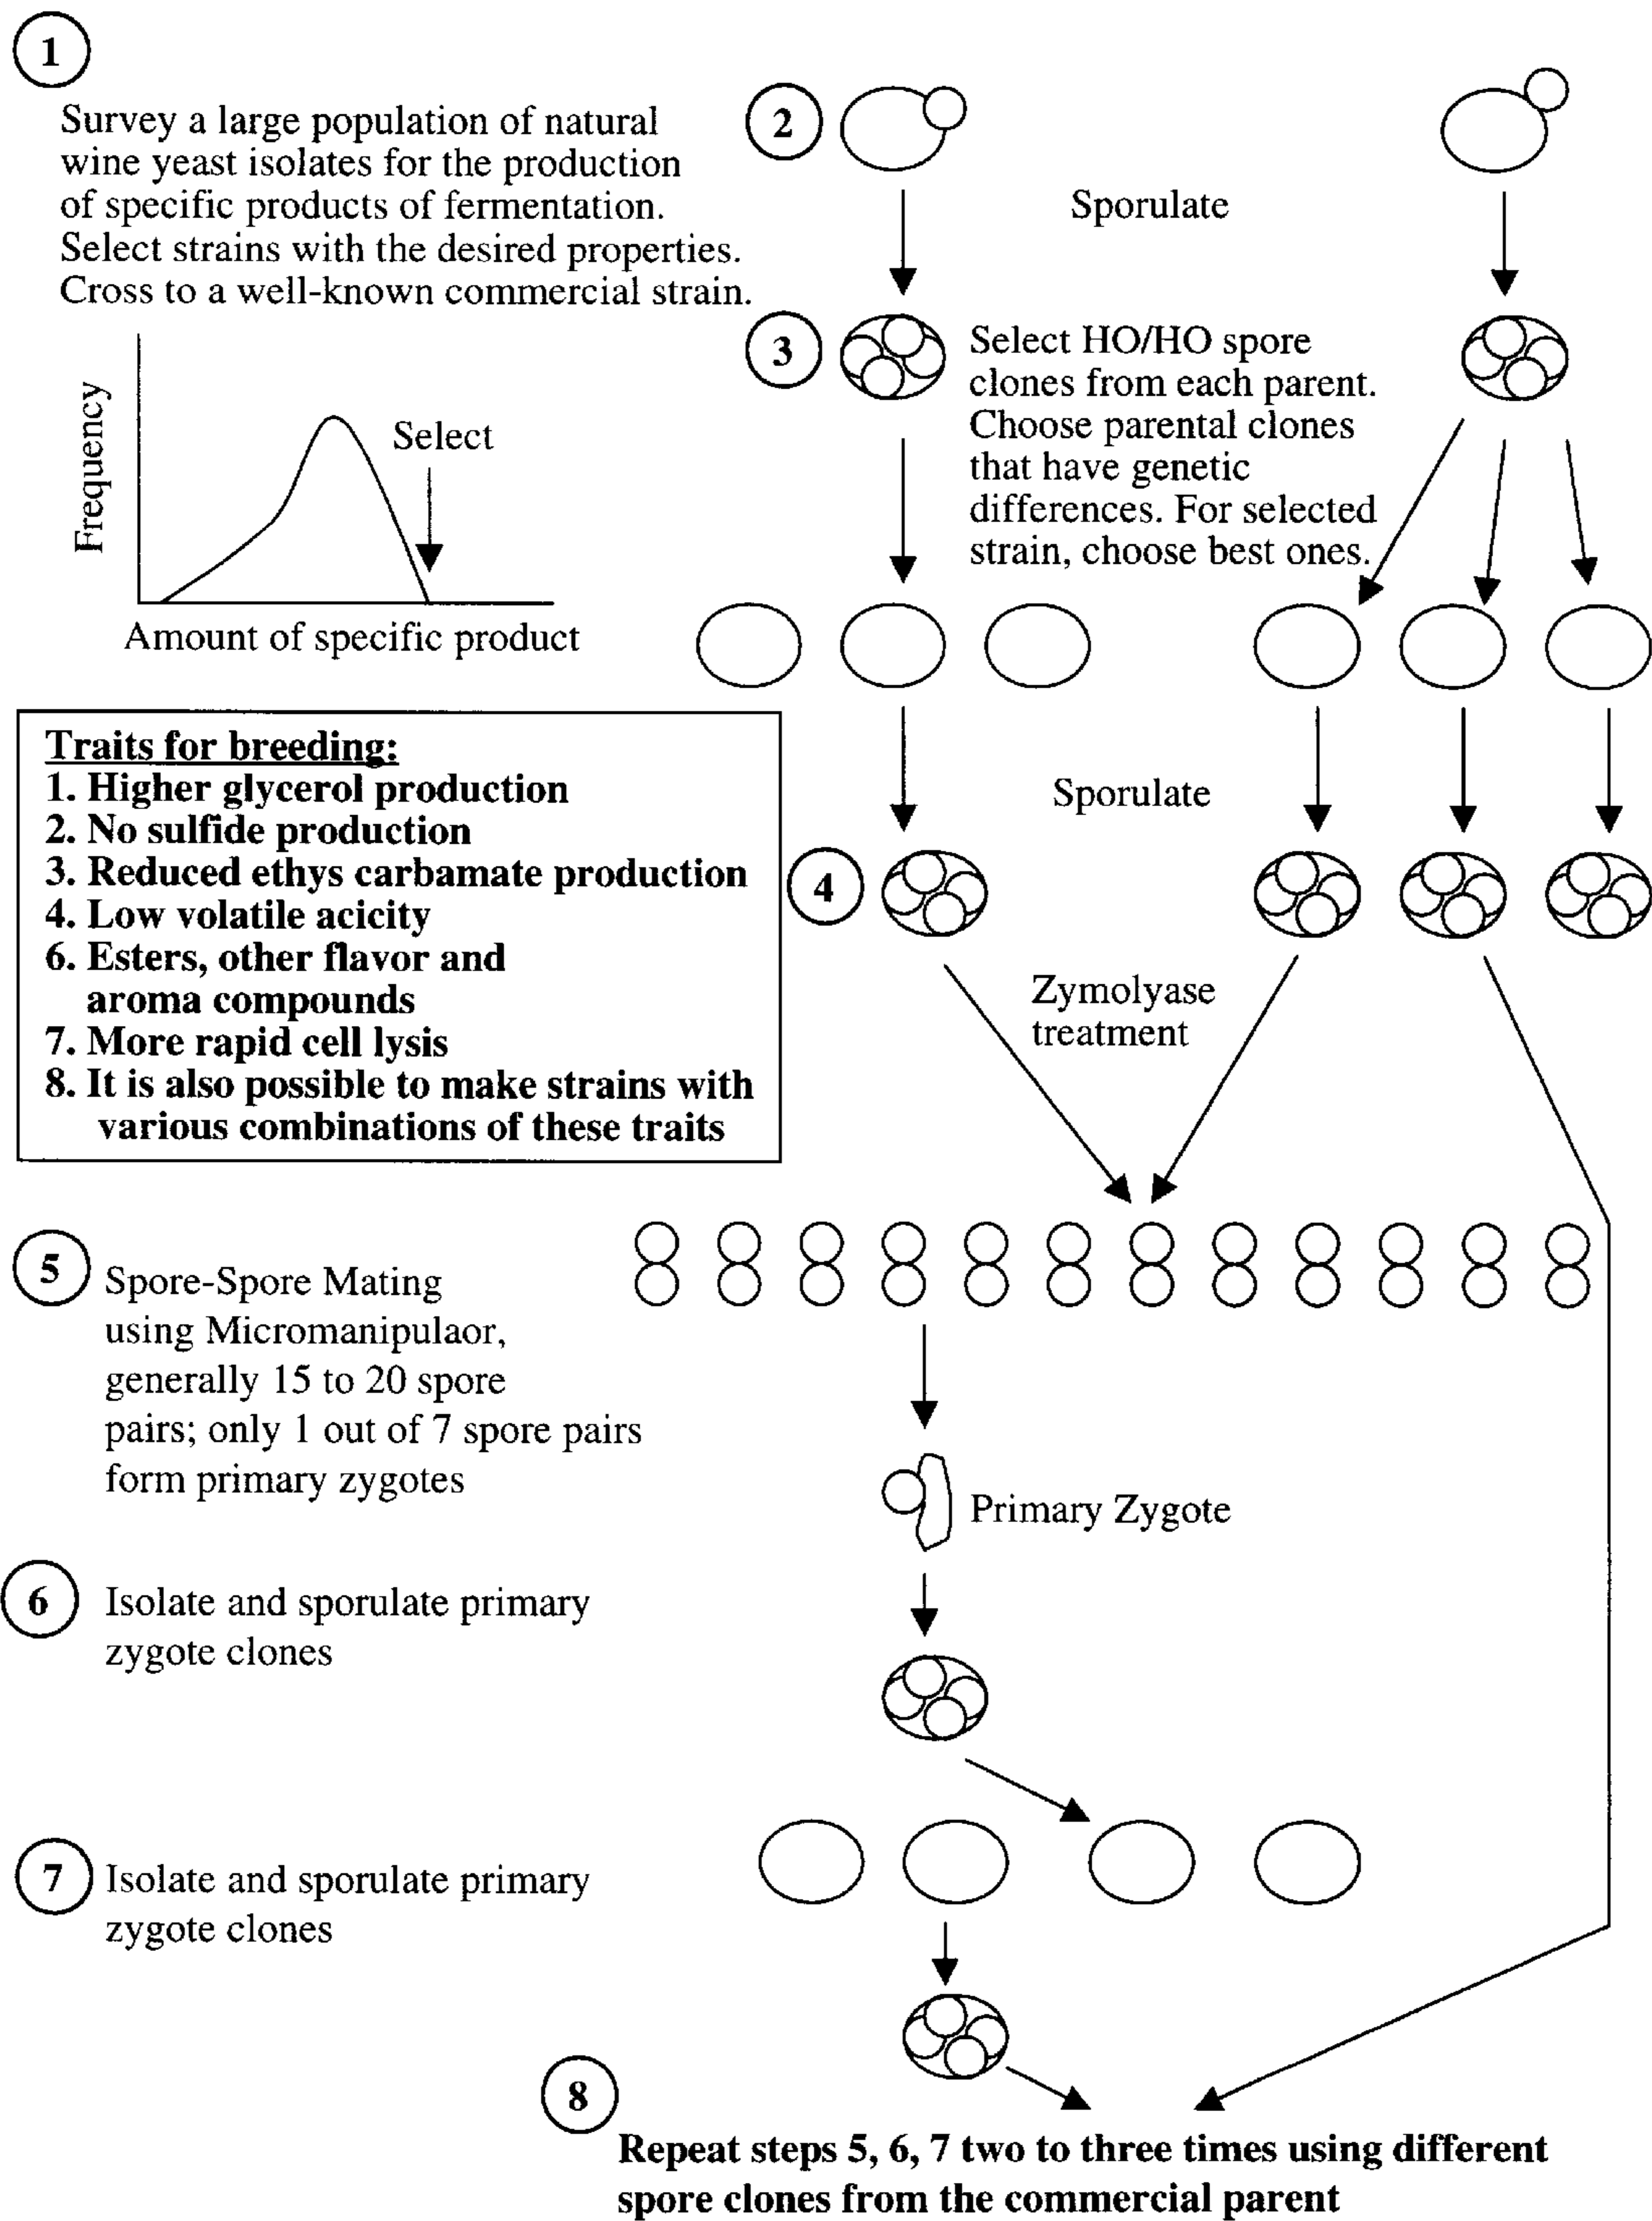 1
Survey a large population of natural
wine yeast isolates for the production
of specific products of fermentation.
Select strains with the desired properties.
Cross to a well-known commercial strain.
Frequency
Select
Amount of specific product
2
Sporulate
3
Select HO/HO spore
clones from each parent.
Choose parental clones
that have genetic
differences. For selected
strain, choose best ones.
Traits for breeding:
1. Higher glycerol production
2. No sulfide production
3. Reduced ethys carbamate production
4. Low volatile acicity
6. Esters, other flavor and
aroma compounds
7. More rapid cell lysis
8. It is also possible to make strains with
various combinations of these traits
Sporulate
4
Zymolyase
treatment
5
Spore-Spore Mating
using Micromanipulaor,
generally 15 to 20 spore
pairs; only 1 out of 7 spore pairs
form primary zygotes
Primary Zygote
6
Isolate and sporulate primary
zygote clones
7
Isolate and sporulate primary
zygote clones
8
Repeat steps 5, 6, 7 two to three times using different
spore clones from the commercial parent